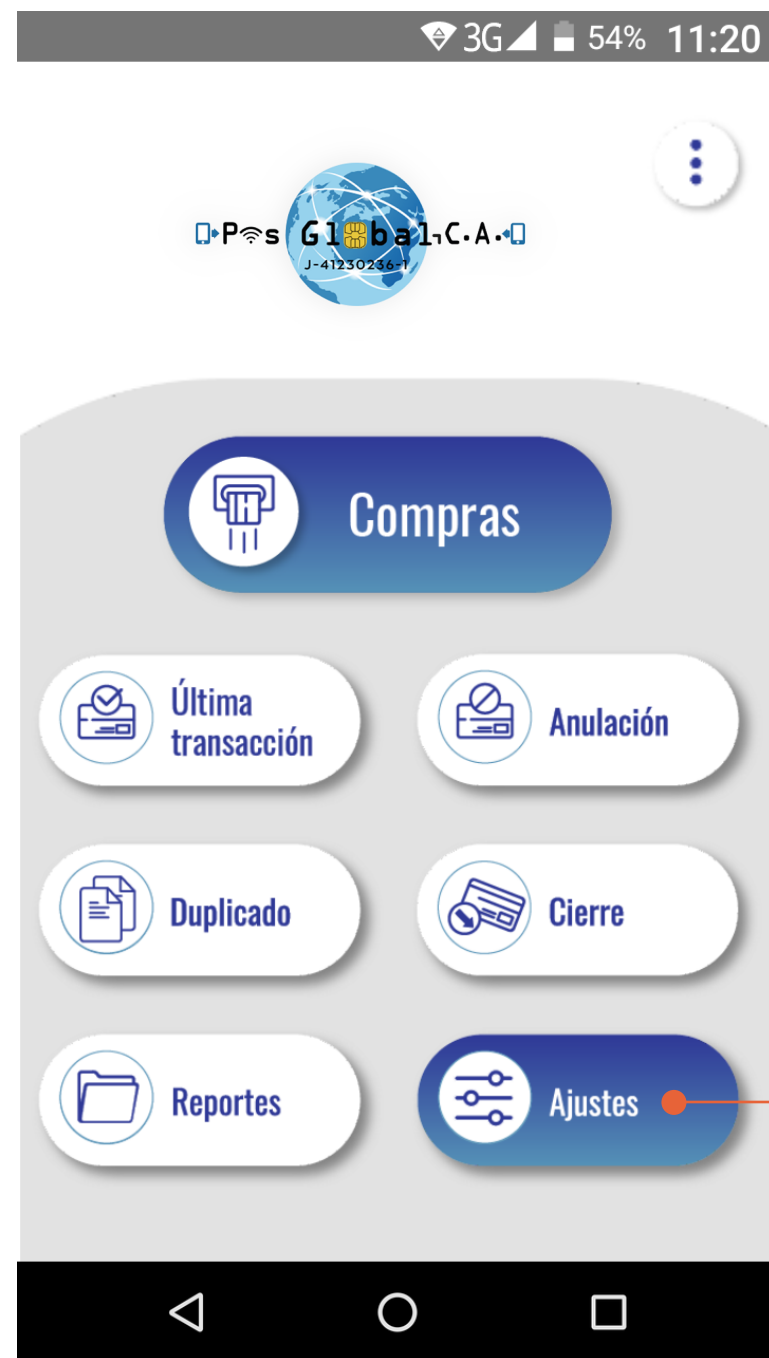 3G 54% 11:20
Pos Global, C.A.
J-41230236-1
Compras
Última
transacción
Anulación
Duplicado
Cierre
Reportes
Ajustes